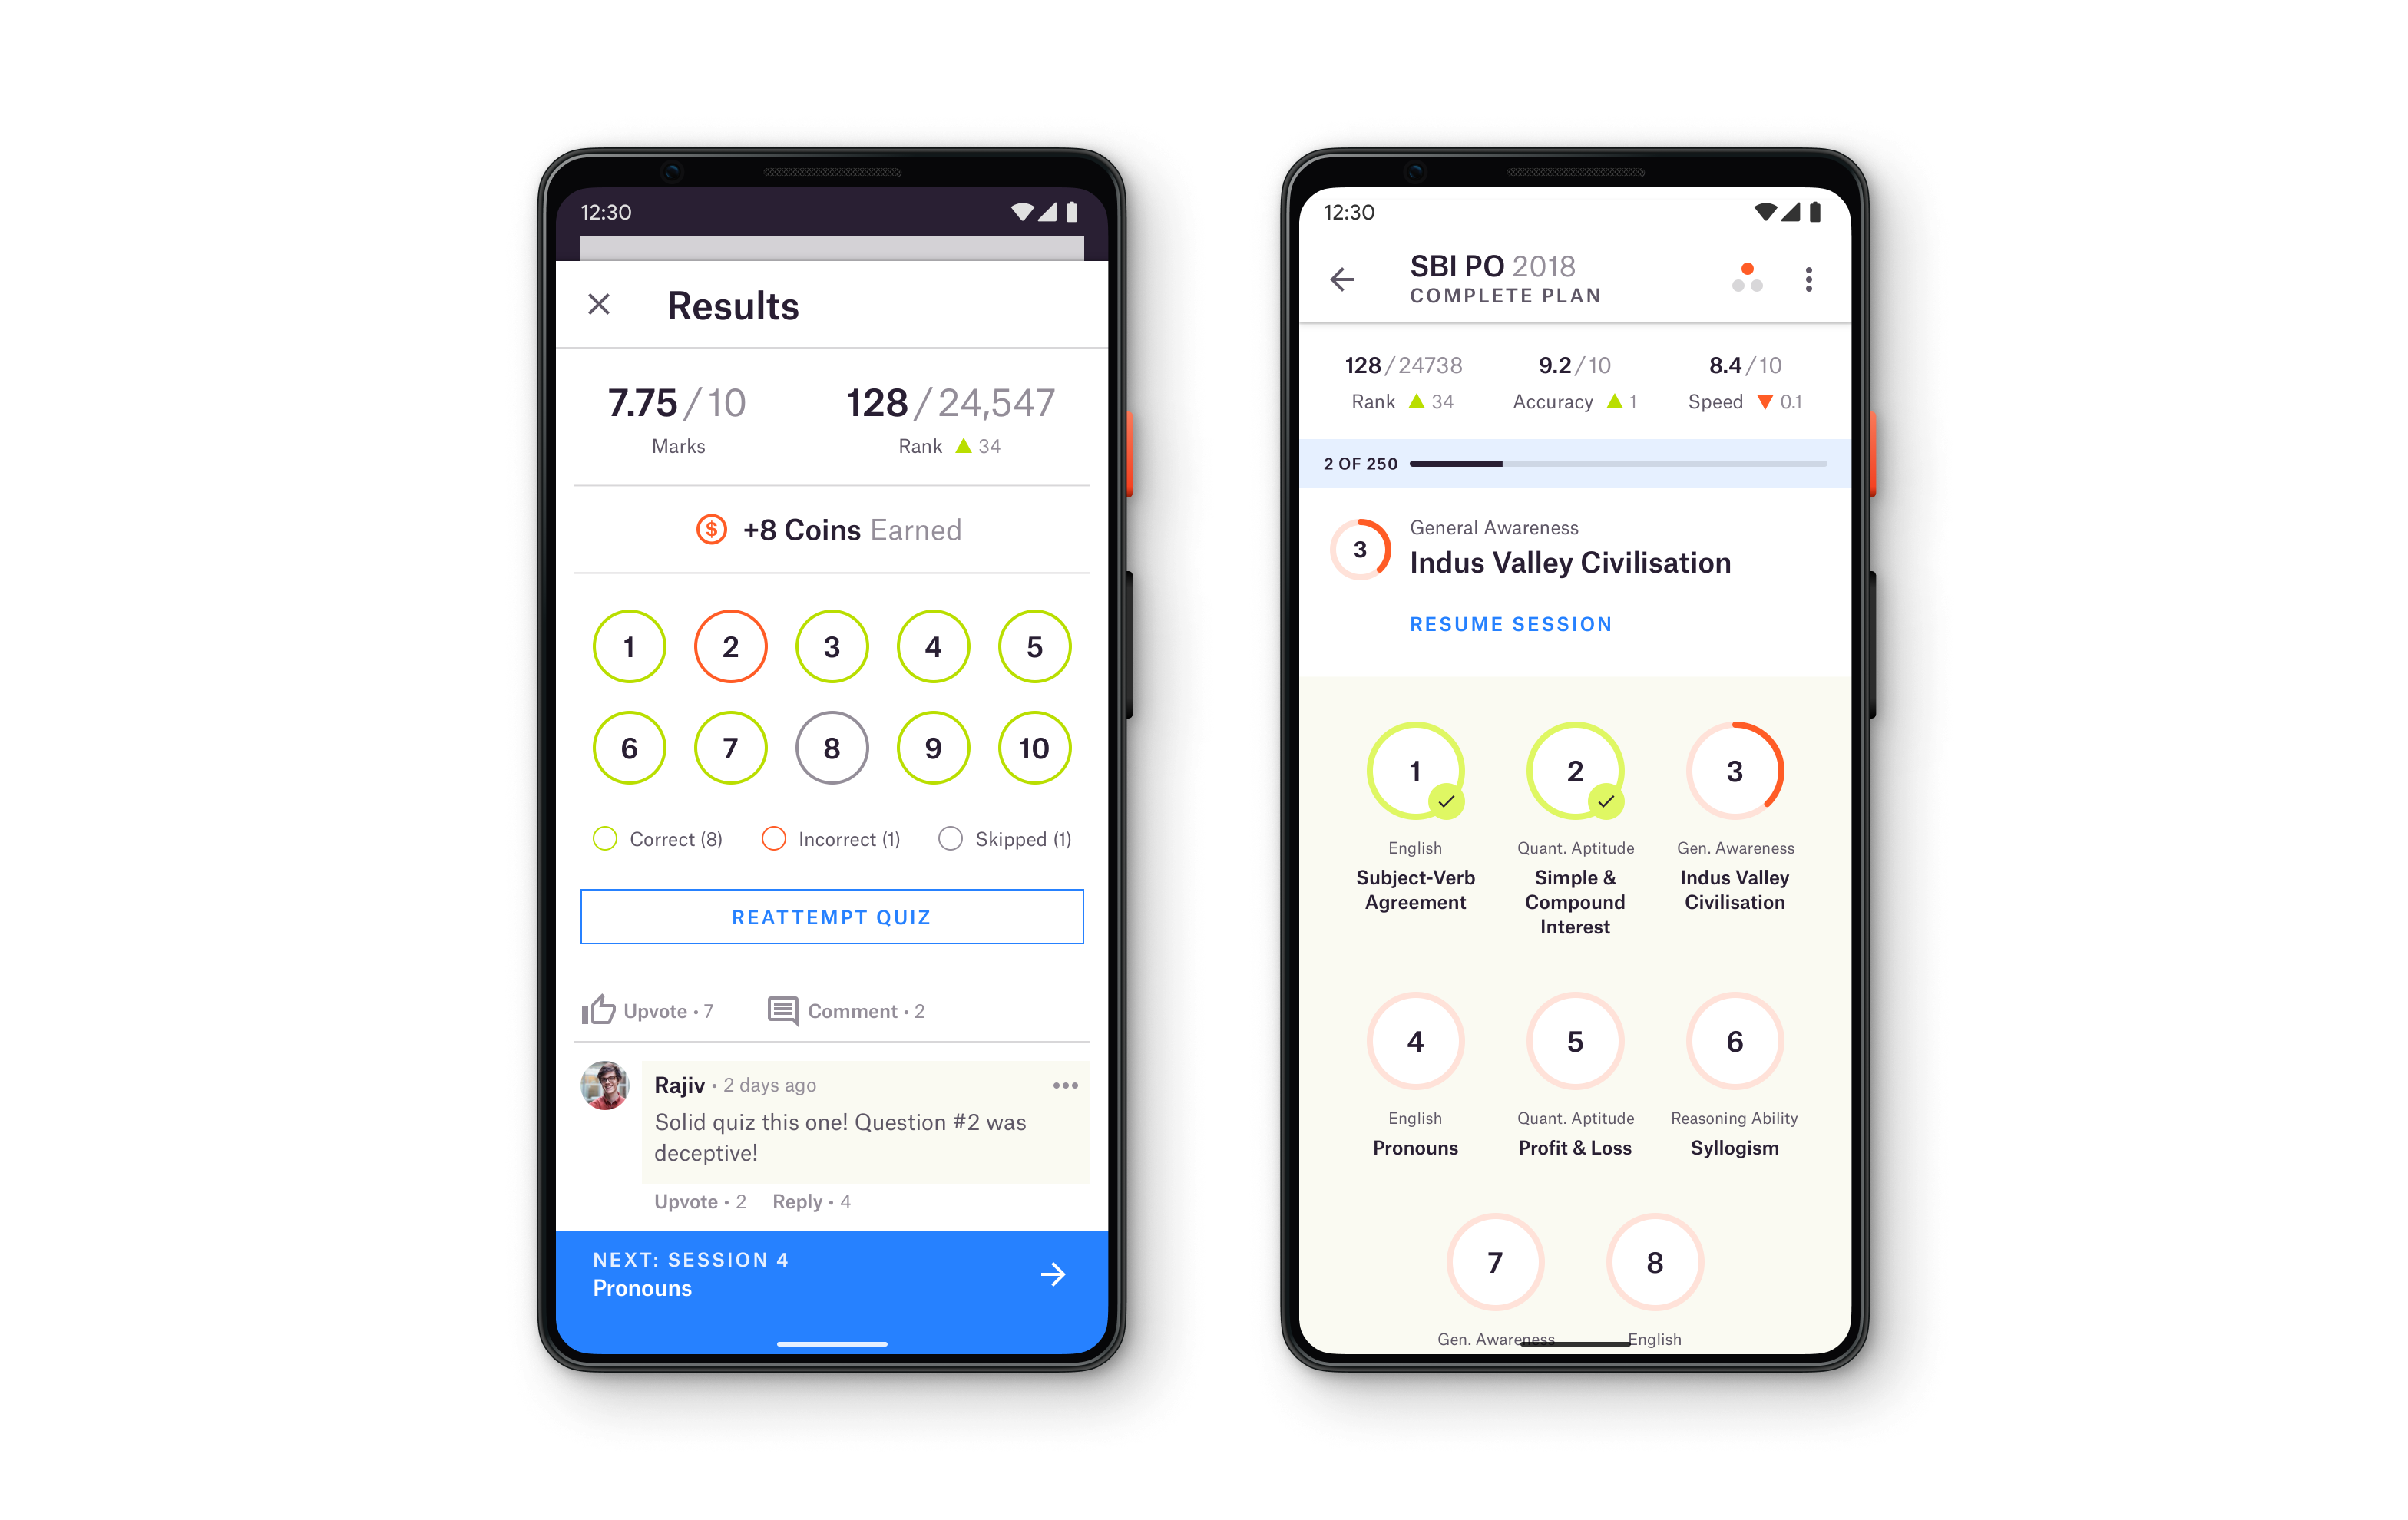 12:30
Results
7.75/10
128/24,547
Marks
Rank 34
$ +8 Coins Earned
1 2 3 4 5
6 7 8 9 10
Correct (8) Incorrect (1) Skipped (1)
REATTEMPT QUIZ
Upvote • 7 Comment • 2
Rajiv • 2 days ago
Solid quiz this one! Question #2 was
deceptive!
Upvote • 2 Reply • 4
NEXT: SESSION 4
Pronouns
12:30
SBI PO 2018
COMPLETE PLAN
128/24738 9.2/10 8.4/10
Rank 34 Accuracy 1 Speed 0.1
2 OF 250
3
General Awareness
Indus Valley Civilisation
RESUME SESSION
1 2 3
English
Subject-Verb
Agreement
Quant. Aptitude
Simple &
Compound
Interest
Gen. Awareness
Indus Valley
Civilisation
4 5 6
English
Pronouns
Quant. Aptitude
Profit & Loss
Reasoning Ability
Syllogism
7 8
Gen. Awareness
English